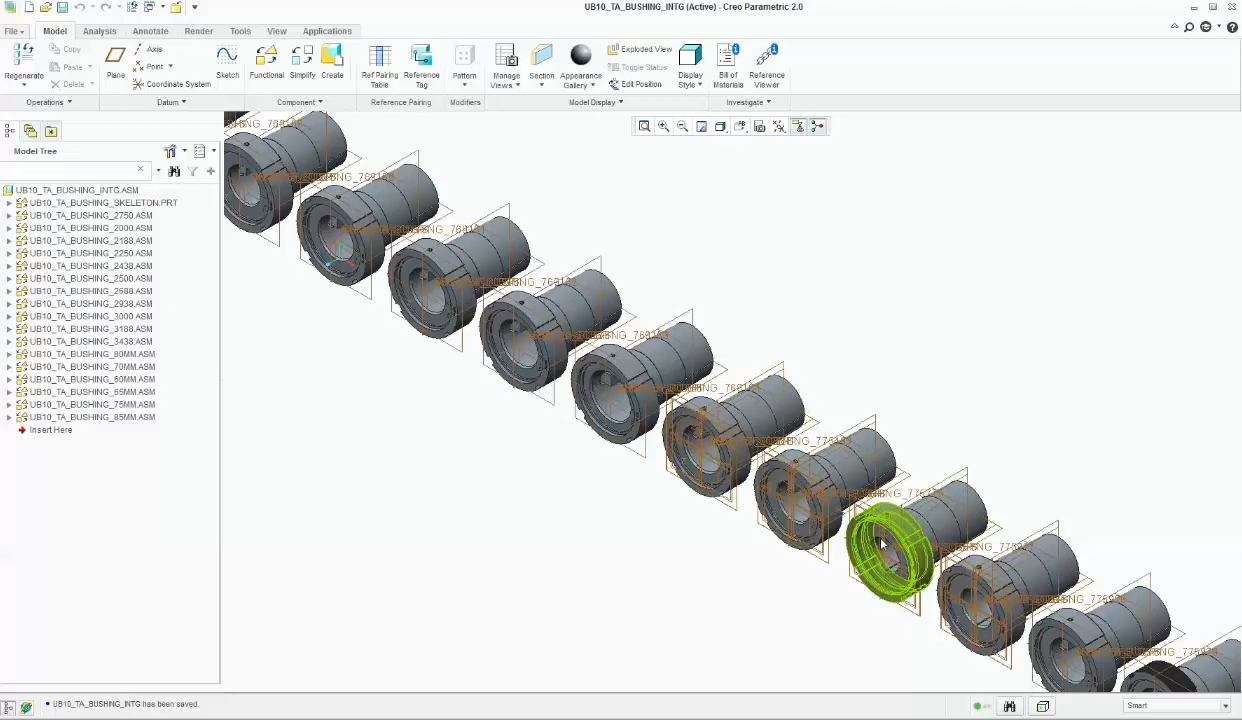 UB10_TA_BUSHING_INTG (Active) - Creo Parametric 2.0
File
Model
Analysis
Annotate
Render
Tools
View
Applications
Regenerate
Copy
Paste
Delete
Operations
Plane
Axis
Point
Coordinate System
Datum
Sketch
Functional
Simplify
Create
Component
Ref Pairing Table
Reference Tag
Reference Pairing
Pattern
Modifiers
Manage Views
Section
Appearance Gallery
Exploded View
Toggle Status
Edit Position
Display Style
Model Display
Bill of Materials
Reference Viewer
Investigate
Model Tree
UB10_TA_BUSHING_INTG.ASM
UB10_TA_BUSHING_SKELETON.PRT
UB10_TA_BUSHING_2750.ASM
UB10_TA_BUSHING_2000.ASM
UB10_TA_BUSHING_2188.ASM
UB10_TA_BUSHING_2250.ASM
UB10_TA_BUSHING_2438.ASM
UB10_TA_BUSHING_2500.ASM
UB10_TA_BUSHING_2688.ASM
UB10_TA_BUSHING_2938.ASM
UB10_TA_BUSHING_3000.ASM
UB10_TA_BUSHING_3188.ASM
UB10_TA_BUSHING_3438.ASM
UB10_TA_BUSHING_80MM.ASM
UB10_TA_BUSHING_70MM.ASM
UB10_TA_BUSHING_60MM.ASM
UB10_TA_BUSHING_65MM.ASM
UB10_TA_BUSHING_75MM.ASM
UB10_TA_BUSHING_85MM.ASM
Insert Here
UB10_TA_BUSHING_INTG has been saved.
Smart